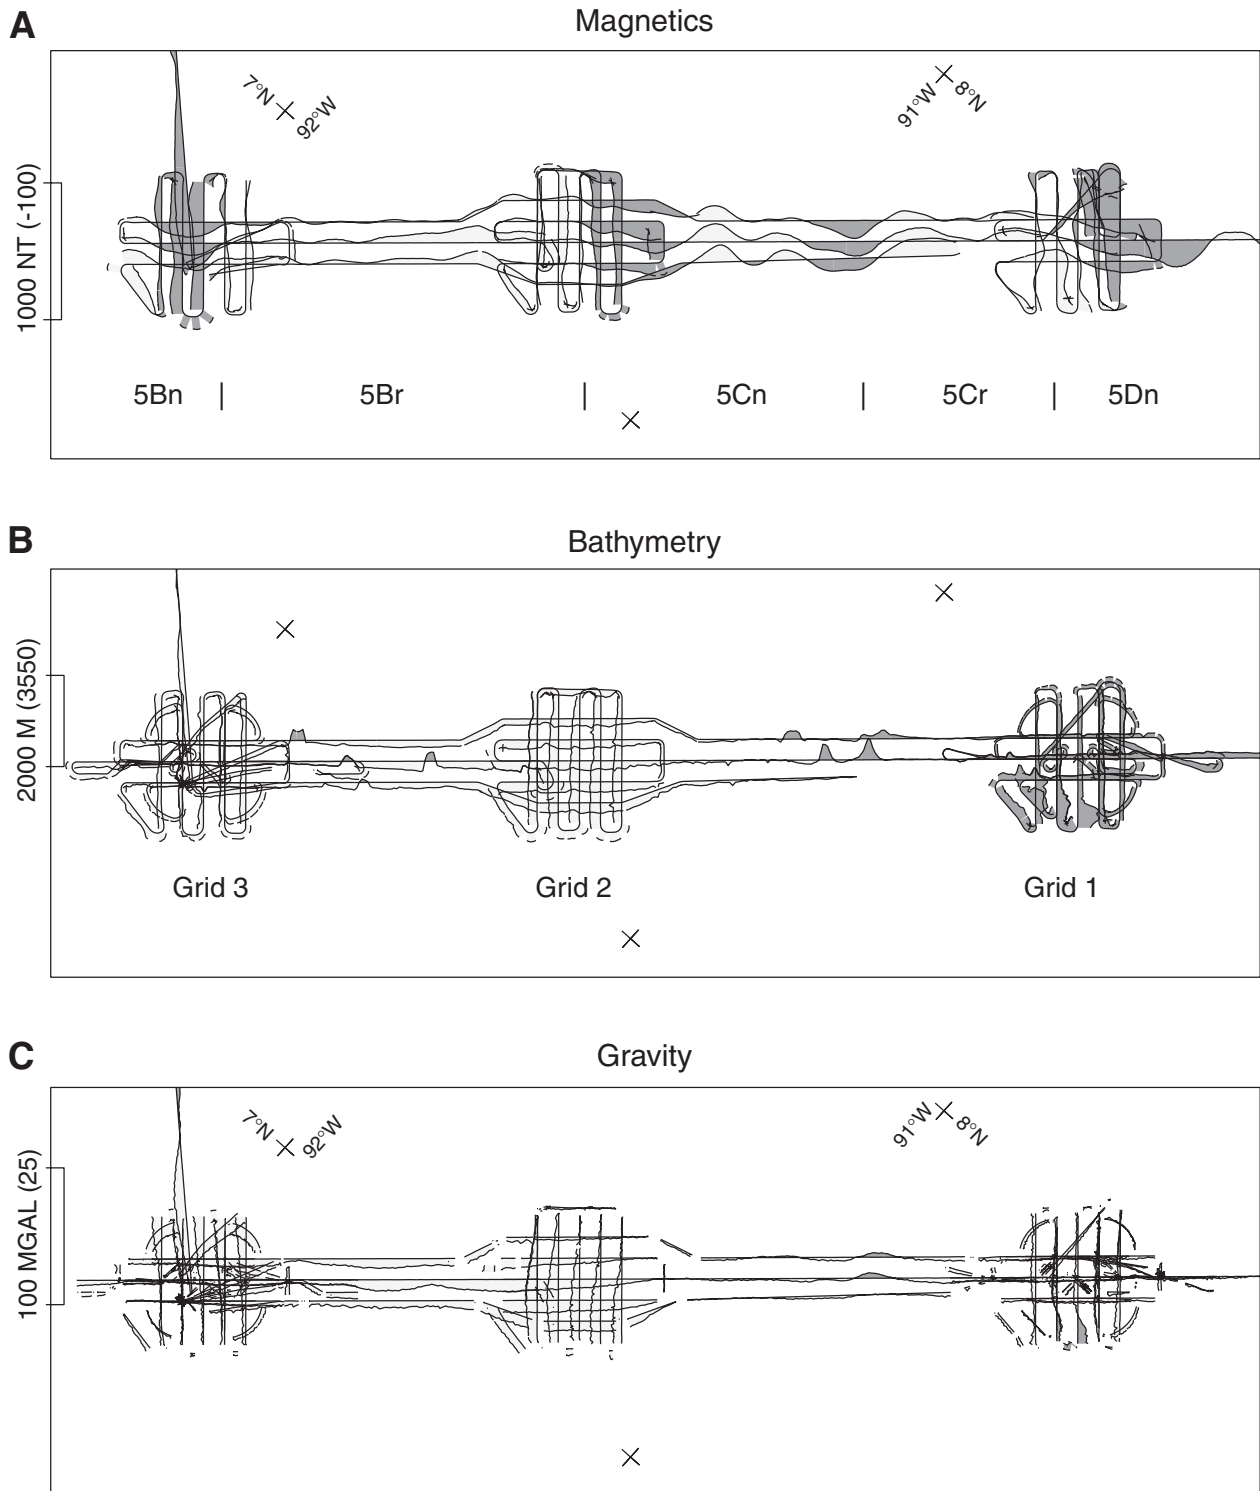 A
Magnetics
7°N
92°W
91°W
8°N
1000 NT (-100)
5Bn | 5Br | 5Cn | 5Cr | 5Dn
B
Bathymetry
2000 M (3550)
Grid 3 Grid 2 Grid 1
C
Gravity
7°N
92°W
91°W
8°N
100 MGAL (25)